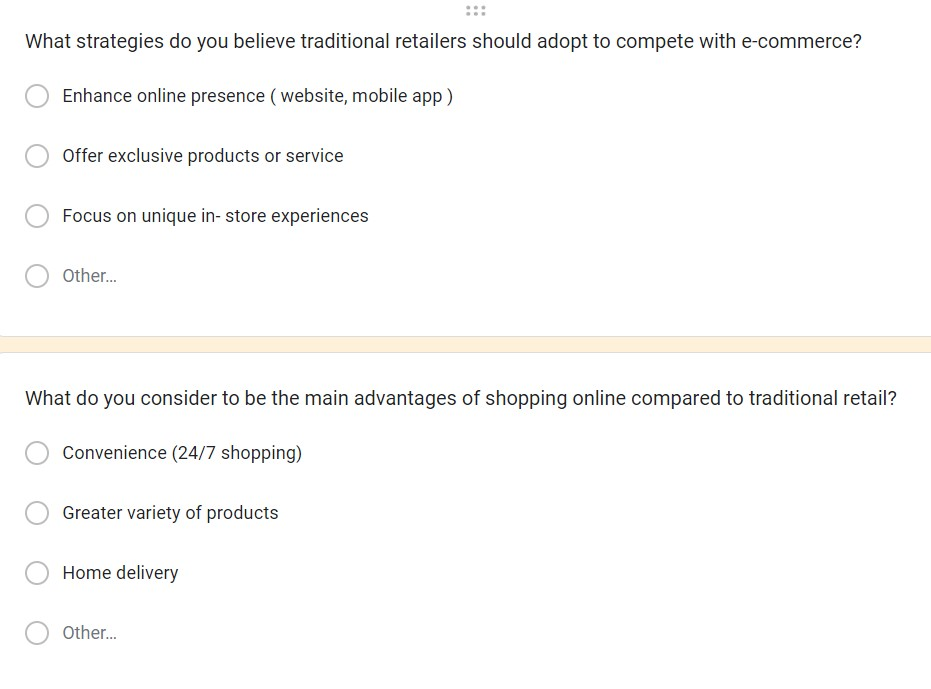 What strategies do you believe traditional retailers should adopt to compete with e-commerce?
Enhance online presence ( website, mobile app )
Offer exclusive products or service
Focus on unique in- store experiences
Other...
What do you consider to be the main advantages of shopping online compared to traditional retail?
Convenience (24/7 shopping)
Greater variety of products
Home delivery
Other...